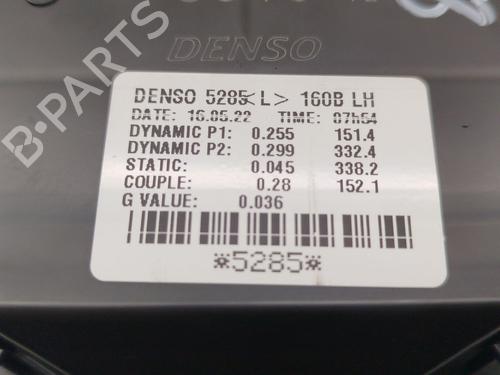 DENSO
DENSO 5285<L> 160B LH
DATE: 16.05.22 TIME: 07h54
DYNAMIC P1: 0.255 151.4
DYNAMIC P2: 0.299 332.4
STATIC: 0.045 338.2
COUPLE: 0.28 152.1
G VALUE: 0.036
*5285*
B-PARTS